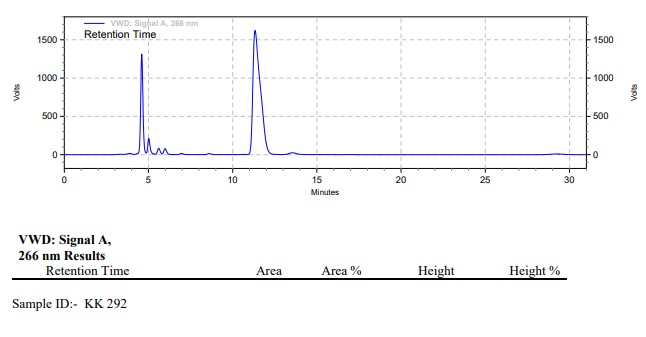 VWD: Signal A, 266 nm
Retention Time
1500
1000
500
0
1500
1000
500
0
Volts
Volts
0 5 10 15 20 25 30
Minutes
VWD: Signal A,
266 nm Results
Retention Time Area Area % Height Height %
Sample ID:- KK 292